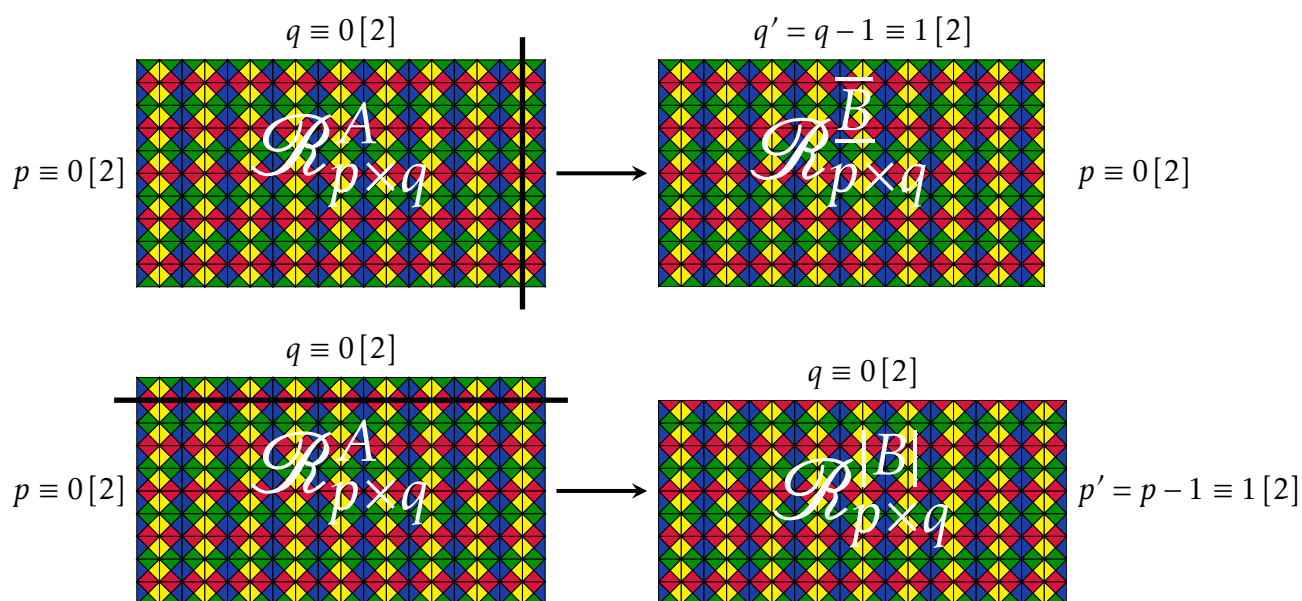 q ≡ 0 [2]
q′ = q − 1 ≡ 1 [2]
p ≡ 0 [2]
ℛ^A_{p×q}
ℛ^{\overline{\underline{B}}}_{p×q}
p ≡ 0 [2]
q ≡ 0 [2]
q ≡ 0 [2]
p ≡ 0 [2]
ℛ^A_{p×q}
ℛ^{|B|}_{p×q}
p′ = p − 1 ≡ 1 [2]